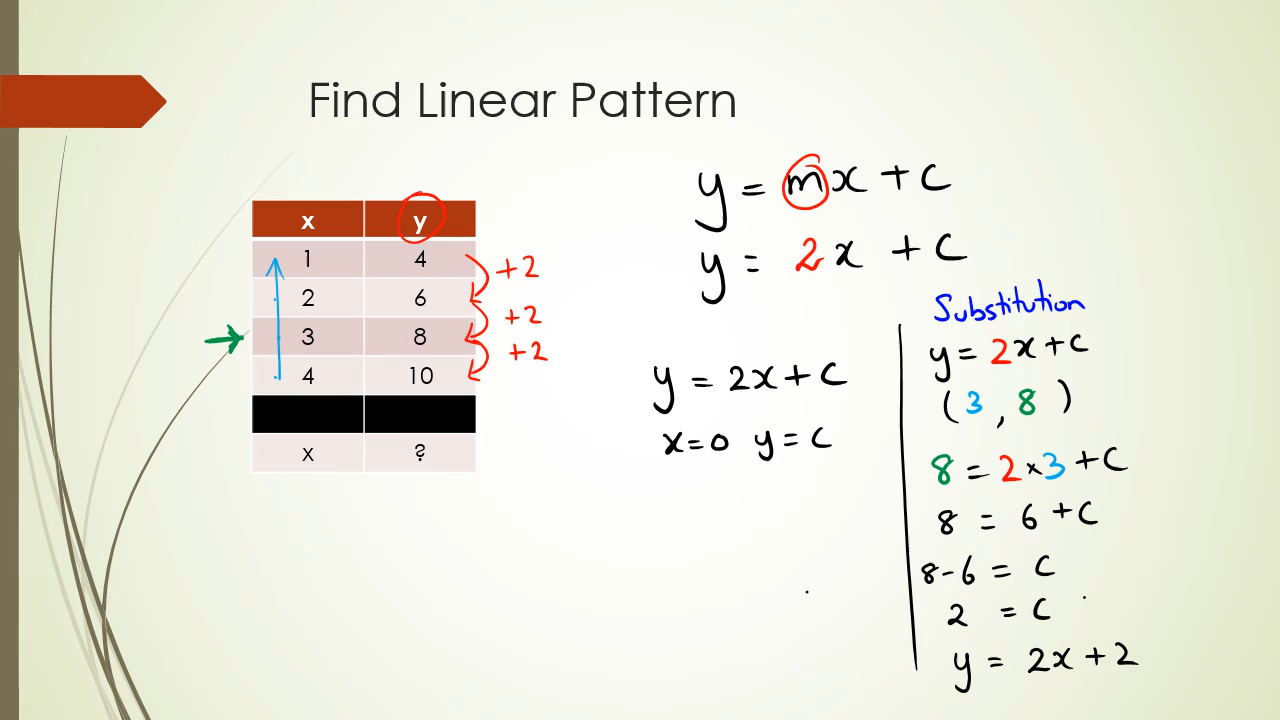 Find Linear Pattern
x y
1 4
2 6
3 8
4 10
x ?
+2
+2
+2
y = mx + c
y = 2x + c
y = 2x + c
x = 0 y = c
Substitution
y = 2x + c
(3, 8)
8 = 2 × 3 + c
8 = 6 + c
8 - 6 = c
2 = c
y = 2x + 2